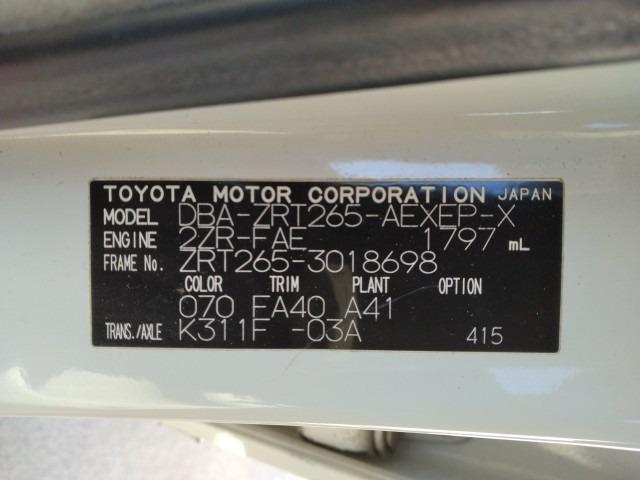 TOYOTA MOTOR CORPORATION JAPAN
MODEL DBA-ZRT265-AEXEP-X
ENGINE 2ZR-FAE 1797 mL
FRAME No. ZRT265-3018698
COLOR TRIM PLANT OPTION
070 FA40 A41
TRANS./AXLE K311F -03A 415